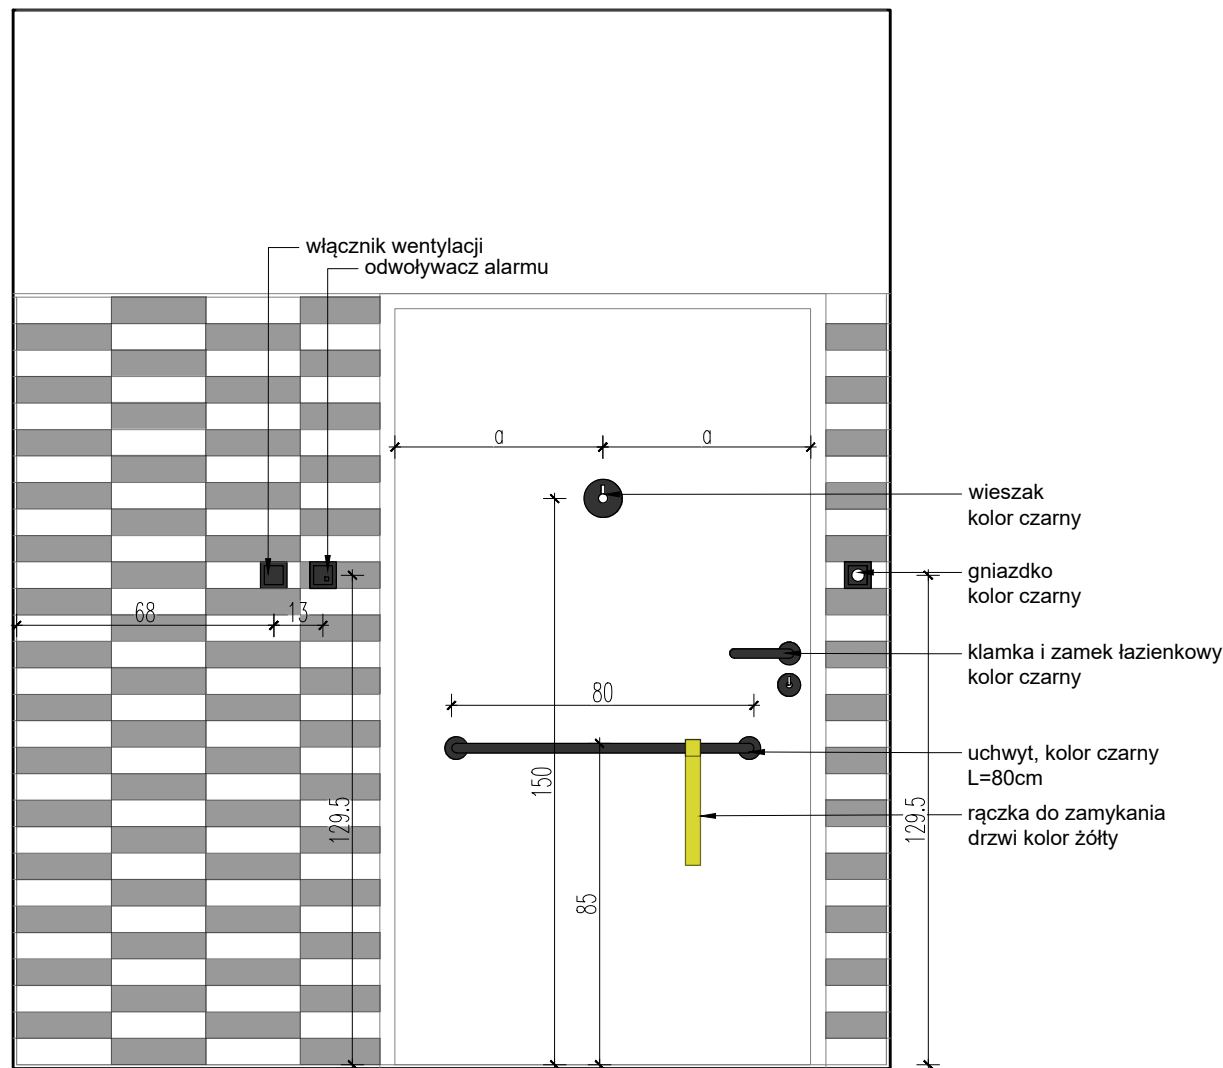 włącznik wentylacji
odwoływacz alarmu
a
a
wieszak
kolor czarny
gniazdko
kolor czarny
68
13
klamka i zamek łazienkowy
kolor czarny
80
uchwyt, kolor czarny
L=80cm
150
129.5
129.5
rączka do zamykania
drzwi kolor żółty
85